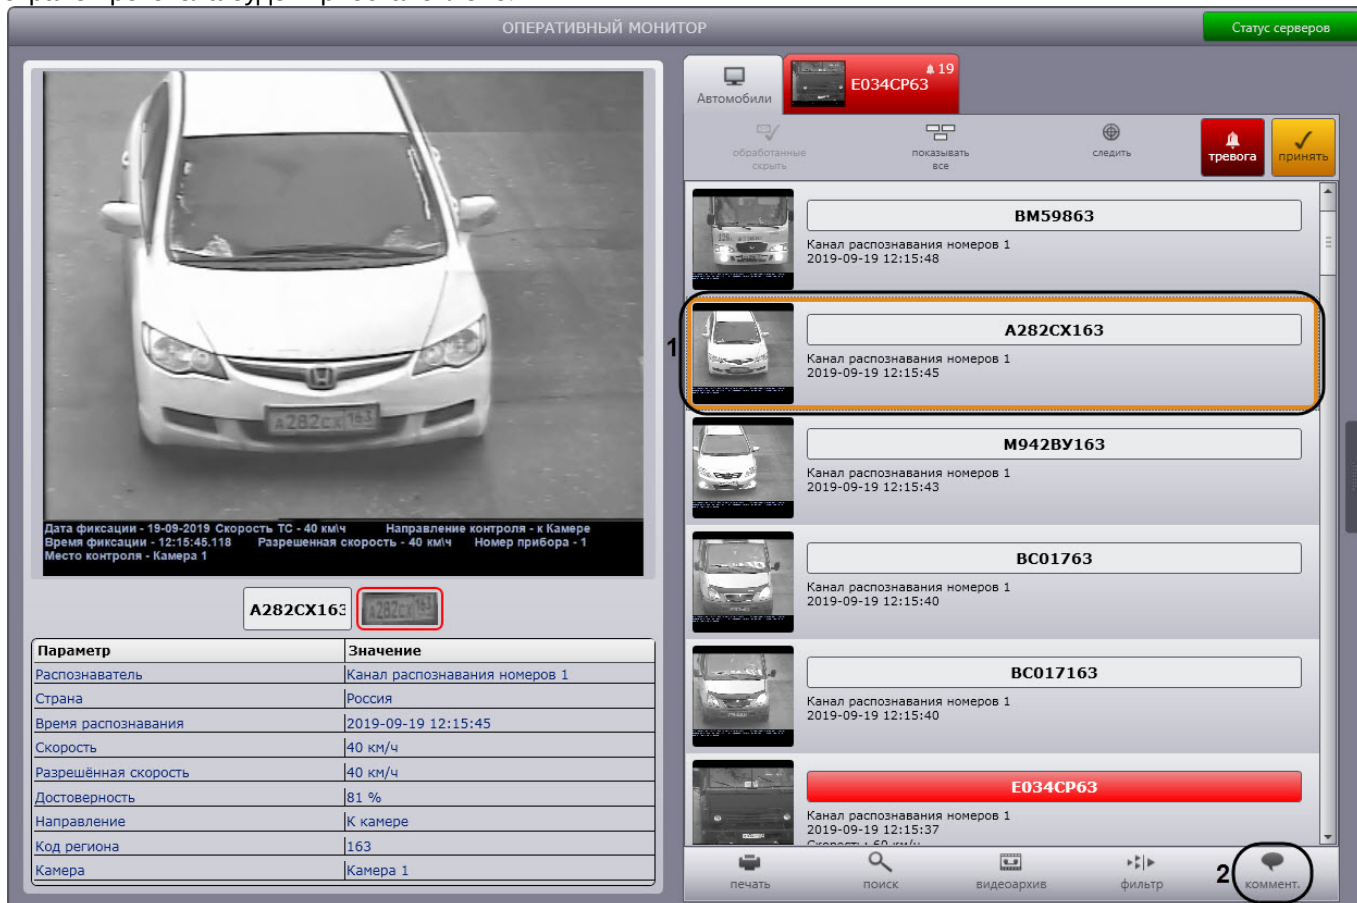 ОПЕРАТИВНЫЙ МОНИТОР
Статус серверов
Дата фиксации - 19-09-2019 Скорость ТС - 40 км\ч Направление контроля - к Камере
Время фиксации - 12:15:45.118 Разрешенная скорость - 40 км\ч Номер прибора - 1
Место контроля - Камера 1
A282CX163
A282CX 163
Параметр Значение
Распознаватель Канал распознавания номеров 1
Страна Россия
Время распознавания 2019-09-19 12:15:45
Скорость 40 км/ч
Разрешённая скорость 40 км/ч
Достоверность 81 %
Направление К камере
Код региона 163
Камера Камера 1
Автомобили
E034CP63
19
обработанные
скрыть
показывать
все
следить
тревога
принять
BM59863
Канал распознавания номеров 1
2019-09-19 12:15:48
1
A282CX163
Канал распознавания номеров 1
2019-09-19 12:15:45
М942ВУ163
Канал распознавания номеров 1
2019-09-19 12:15:43
BC01763
Канал распознавания номеров 1
2019-09-19 12:15:40
BC017163
Канал распознавания номеров 1
2019-09-19 12:15:40
E034CP63
Канал распознавания номеров 1
2019-09-19 12:15:37
печать
поиск
видеоархив
фильтр
2
коммент.